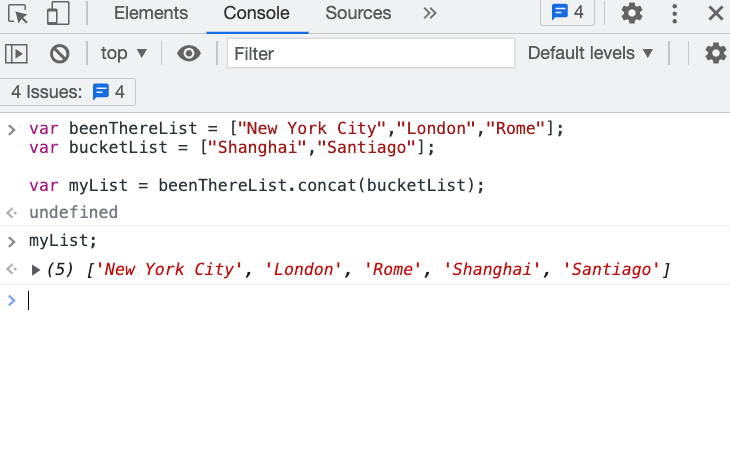 Elements Console Sources 4
top Filter Default levels
4 Issues: 4
var beenThereList = ["New York City","London","Rome"];
var bucketList = ["Shanghai","Santiago"];
var myList = beenThereList.concat(bucketList);
undefined
myList;
(5) ['New York City', 'London', 'Rome', 'Shanghai', 'Santiago']